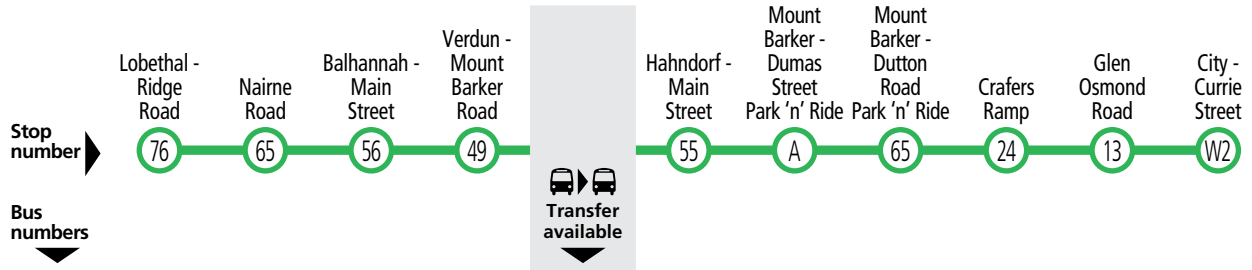 Stop
number
Bus
numbers
Lobethal -
Ridge
Road
76
Nairne
Road
65
Balhannah -
Main
Street
56
Verdun -
Mount
Barker
Road
49
Transfer
available
Hahndorf -
Main
Street
55
Mount
Barker -
Dumas
Street
Park 'n' Ride
A
Mount
Barker -
Dutton
Road
Park 'n' Ride
65
Crafers
Ramp
24
Glen
Osmond
Road
13
City -
Currie
Street
W2